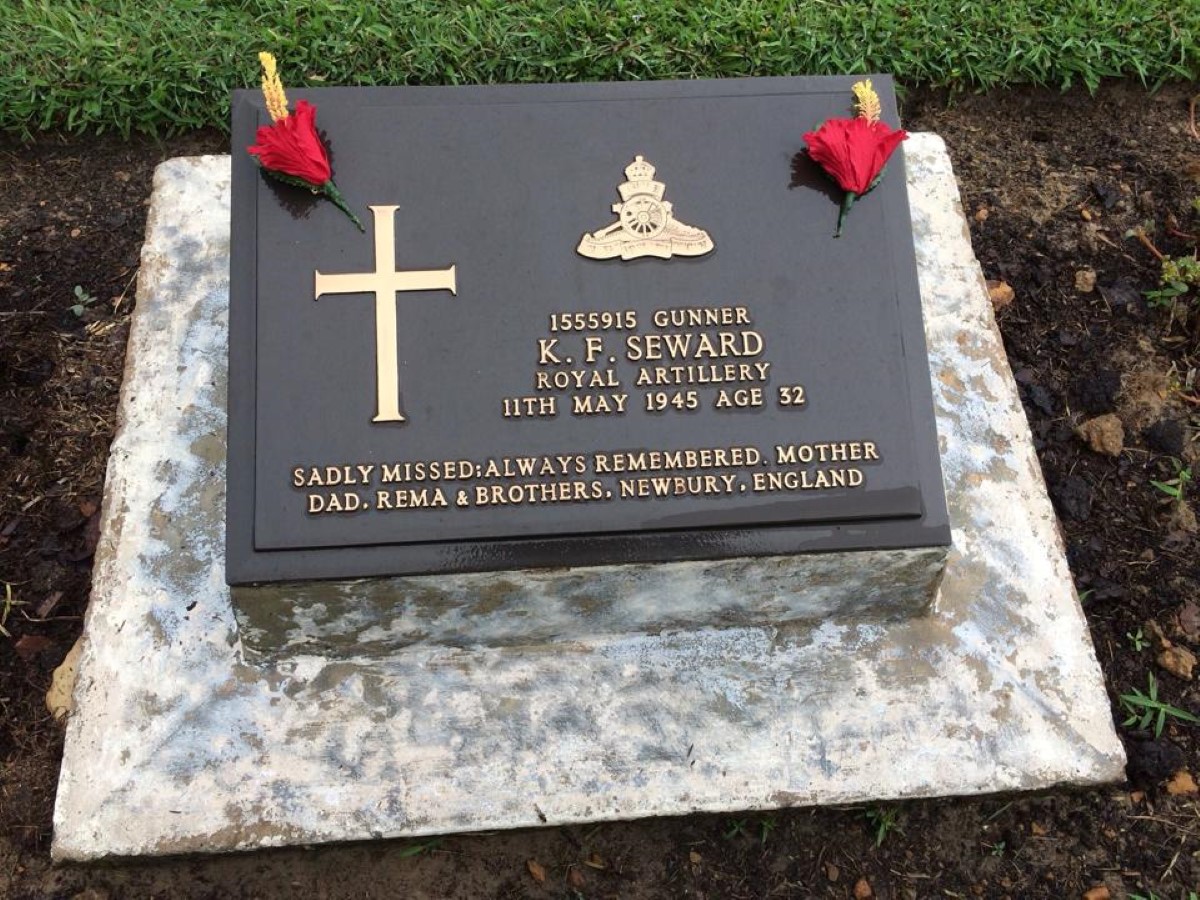 1555915 GUNNER
K. F. SEWARD
ROYAL ARTILLERY
11TH MAY 1945 AGE 32
SADLY MISSED; ALWAYS REMEMBERED. MOTHER
DAD. REMA & BROTHERS. NEWBURY. ENGLAND